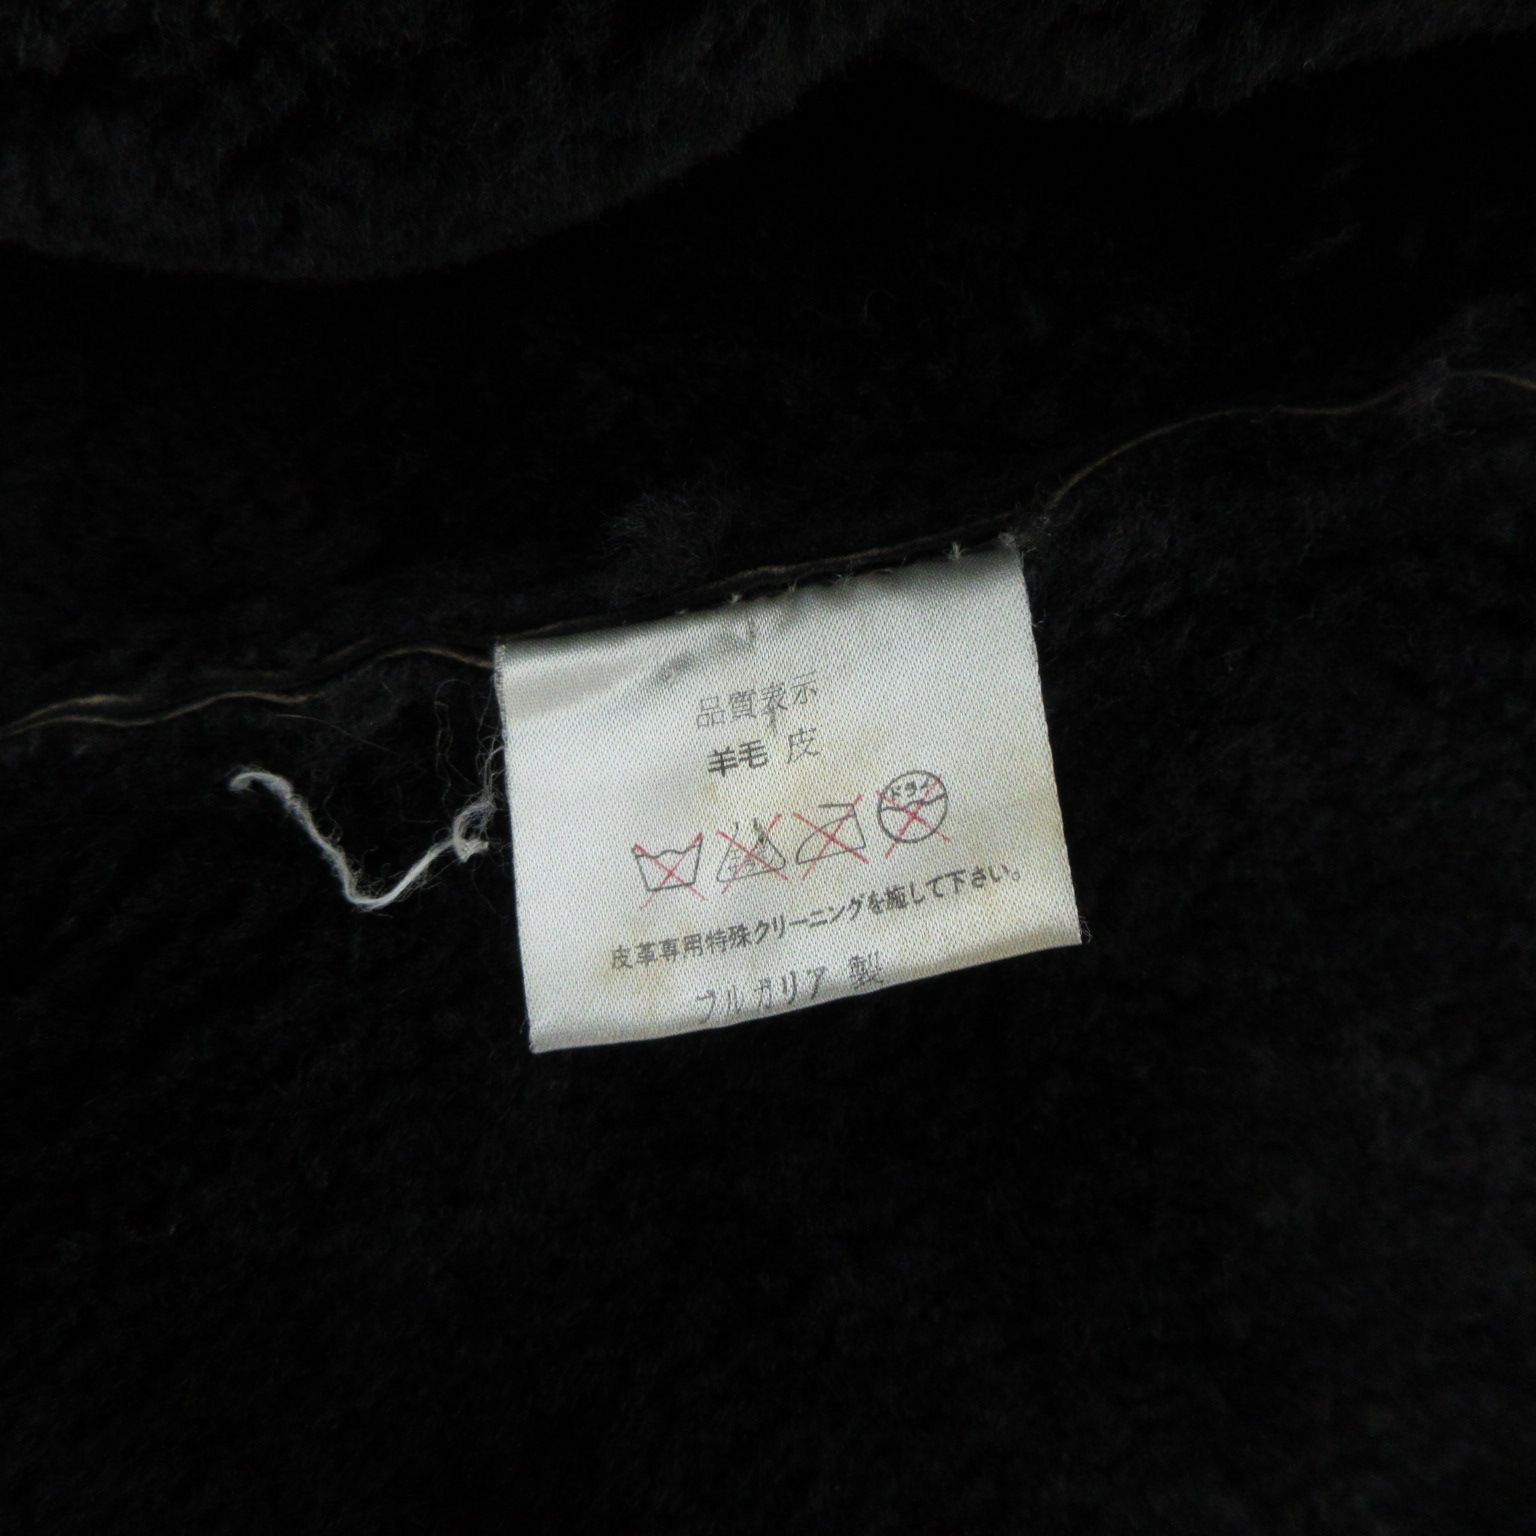 品質表示
羊毛 皮
ドライ
皮革専用特殊クリーニングを施して下さい。
ブルガリア 製